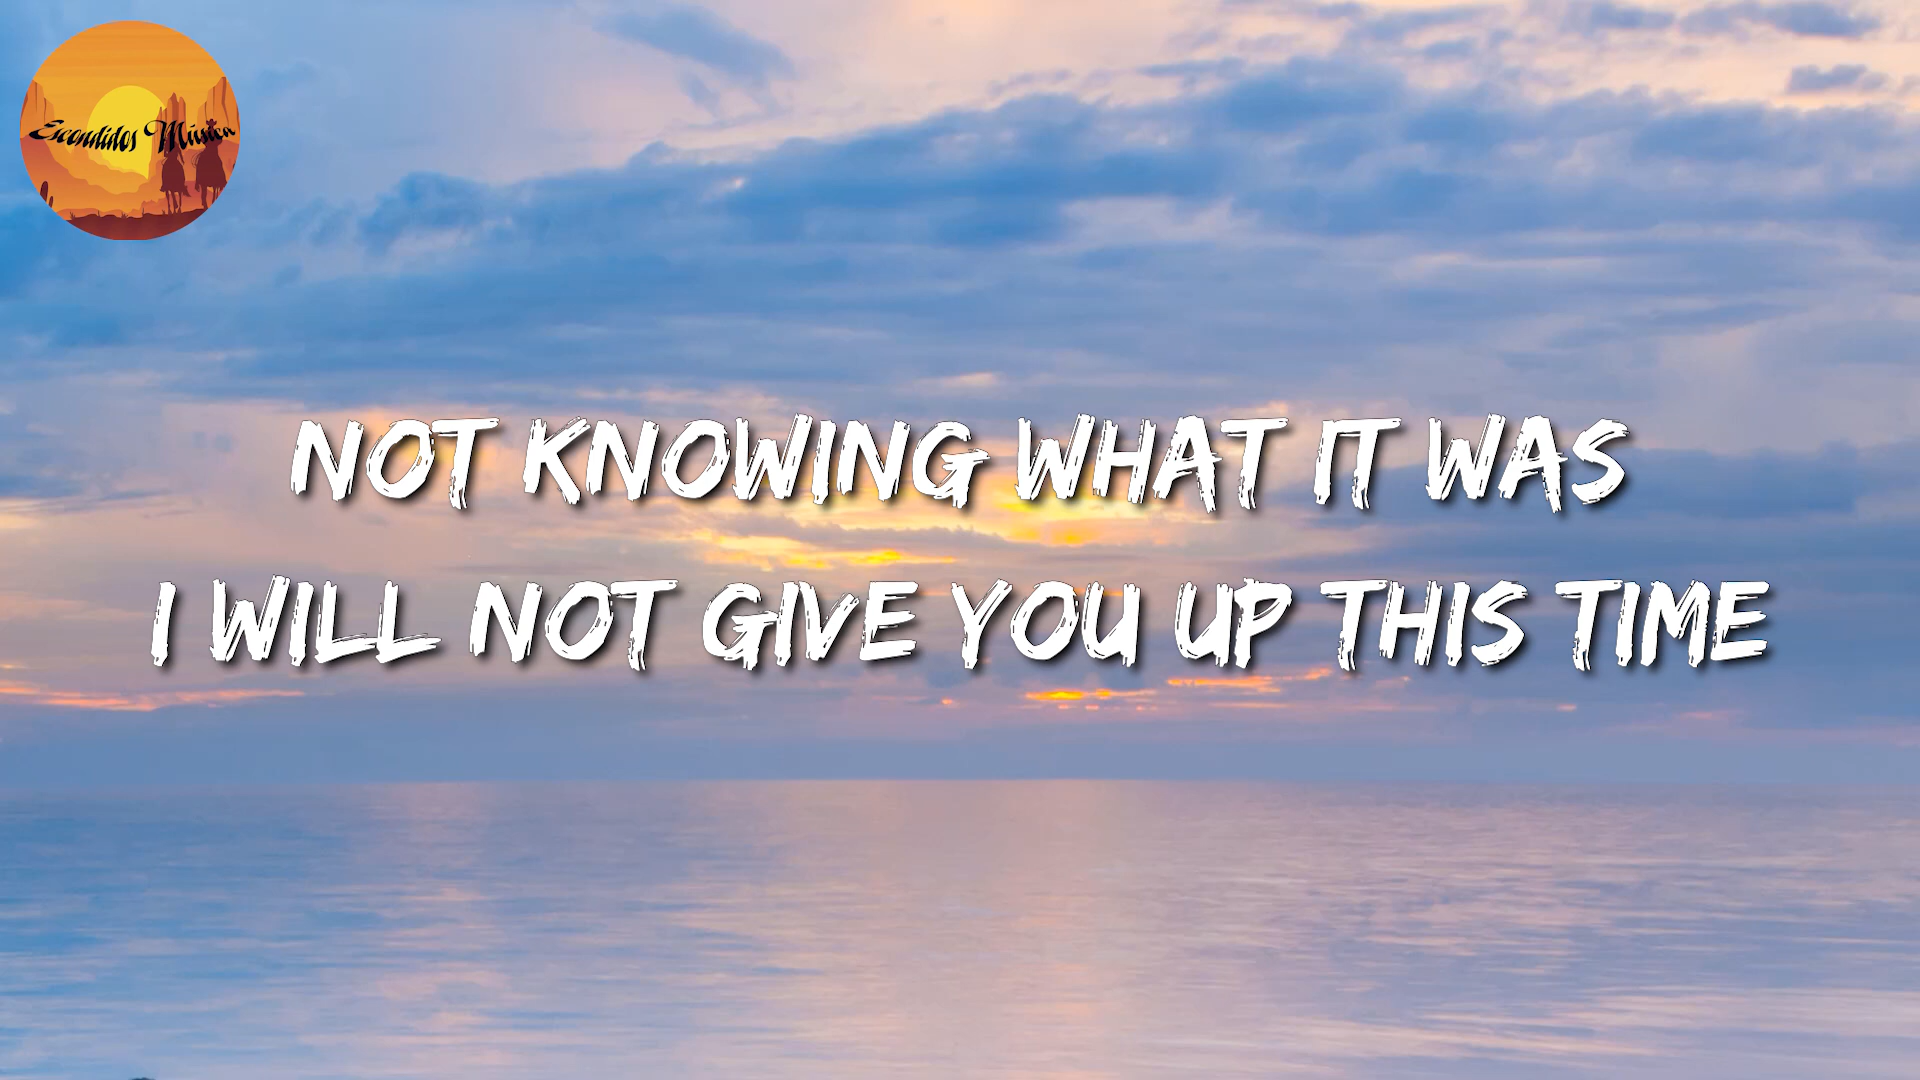 Escondidos Música
NOT KNOWING WHAT IT WAS
I WILL NOT GIVE YOU UP THIS TIME